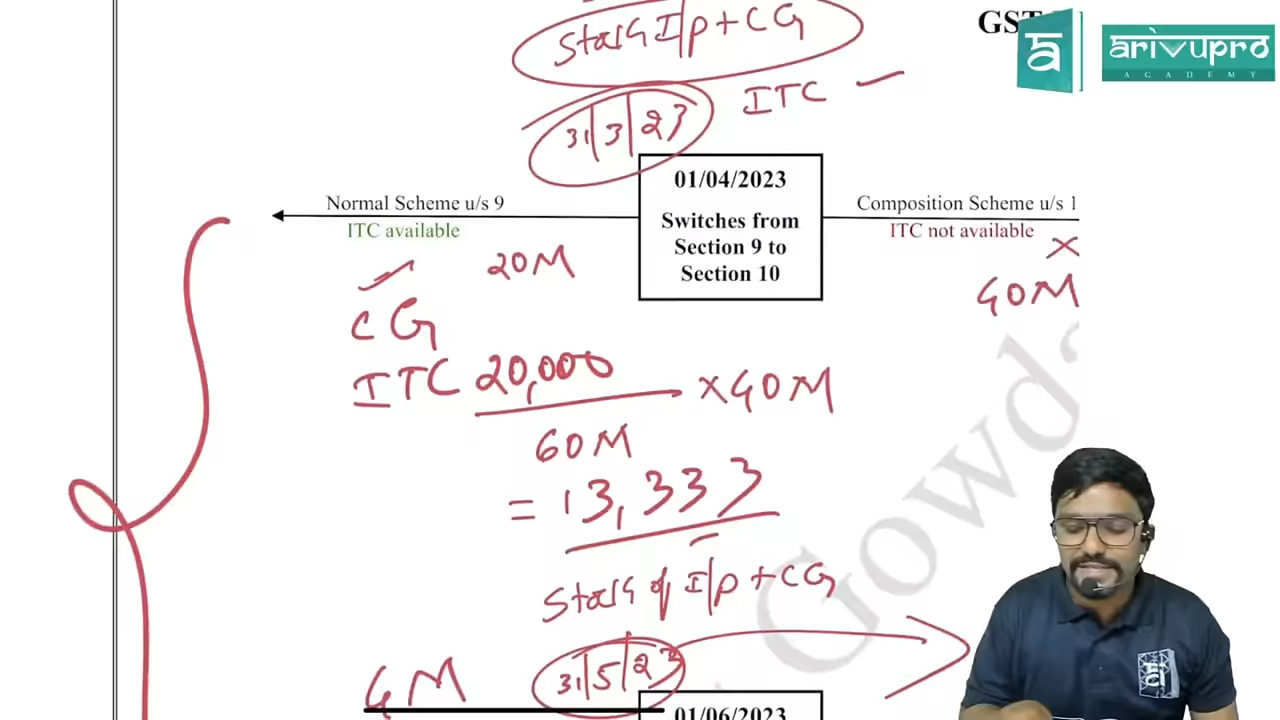 Stock I/p + CG
GST
arivupro
ACADEMY
31/3/23
ITC
01/04/2023
Switches from
Section 9 to
Section 10
Normal Scheme u/s 9
ITC available
Composition Scheme u/s 1
ITC not available
20M
×
40M
CG
ITC 20,000
60M
×40M
= 13,333
Stock of I/p + CG
31/5/23
4M
01/06/2023
Gowda